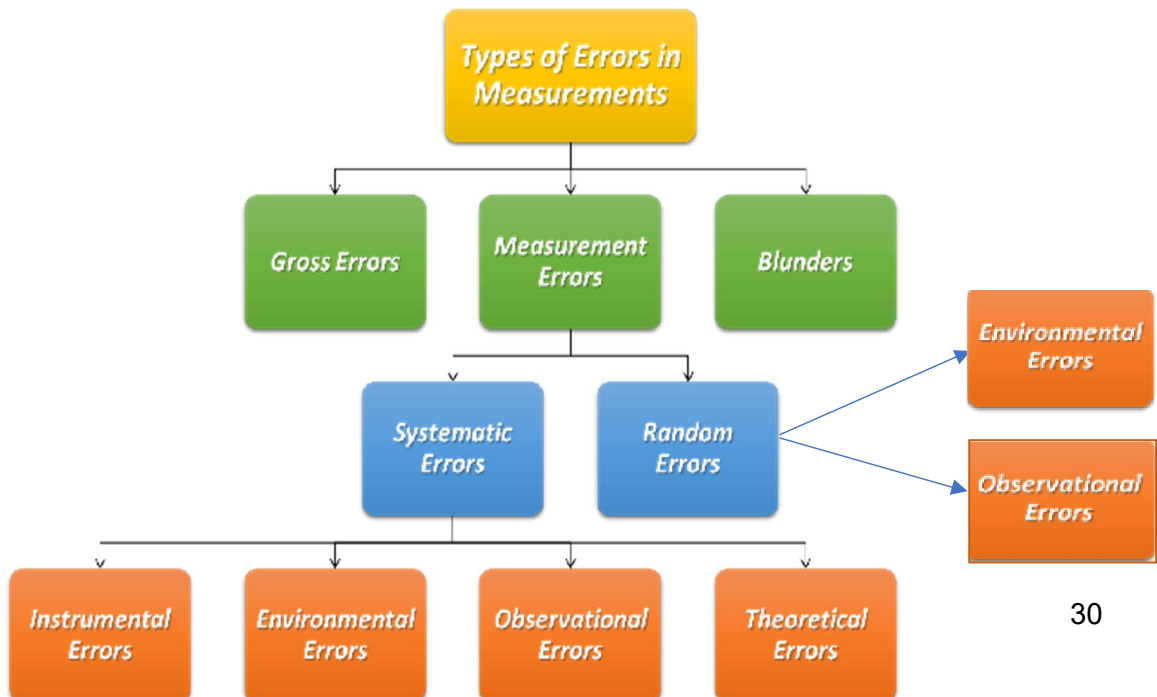 Types of Errors in
Measurements
Gross Errors
Measurement
Errors
Blunders
Environmental
Errors
Systematic
Errors
Random
Errors
Observational
Errors
Instrumental
Errors
Environmental
Errors
Observational
Errors
Theoretical
Errors
30